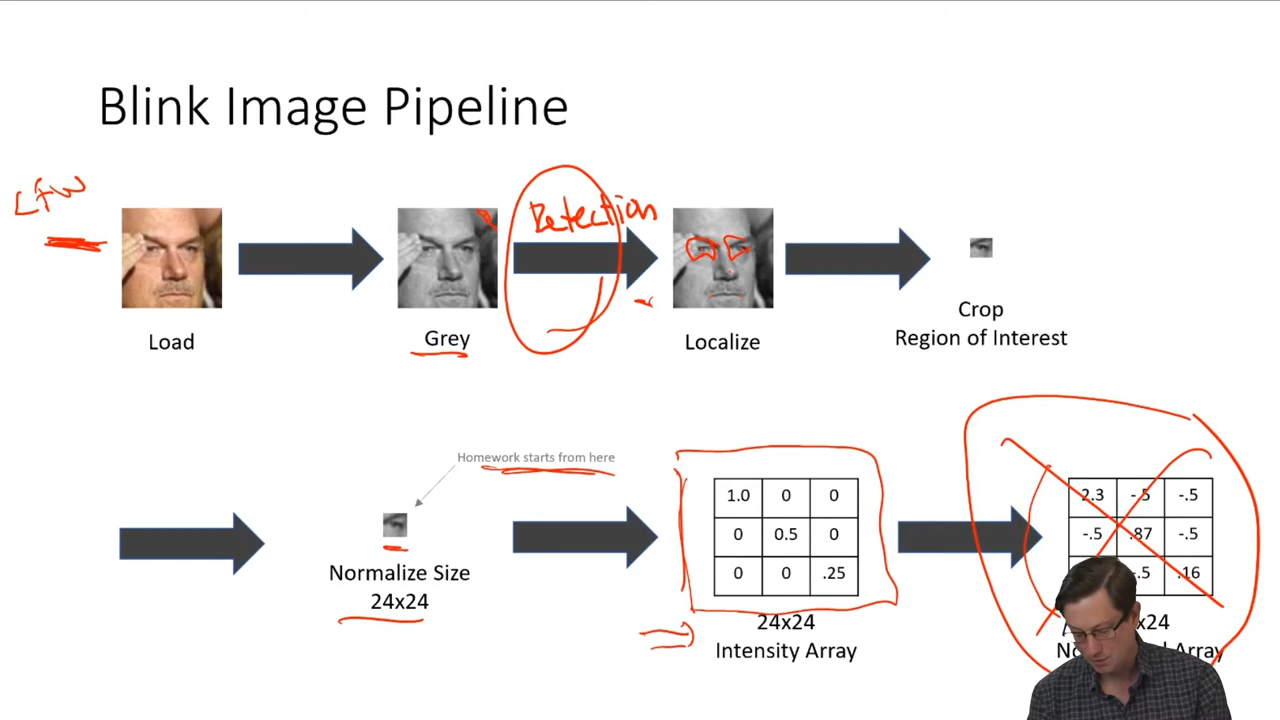 Blink Image Pipeline
LFW
Detection
Load
Grey
Localize
Crop
Region of Interest
Homework starts from here
Normalize Size
24x24
1.0 0 0
0 0.5 0
0 0 .25
24x24
Intensity Array
2.3 -.5 -.5
-.5 .87 -.5
.16
Array